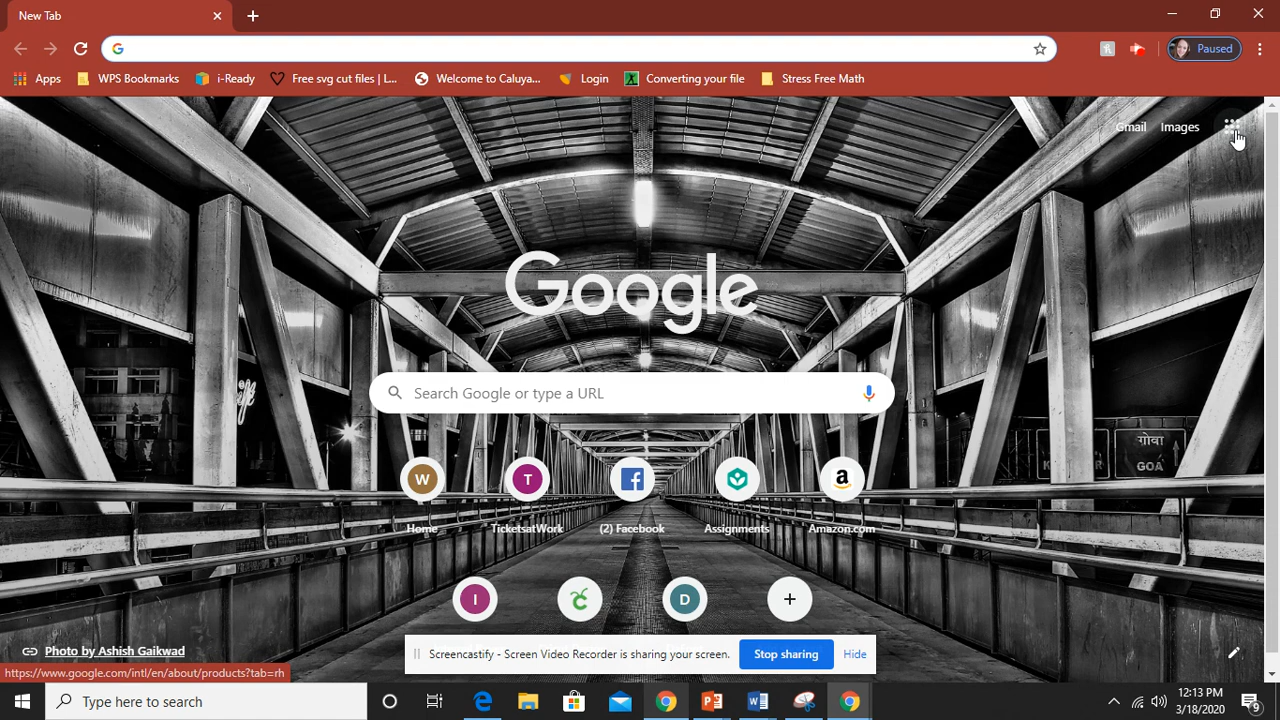 New Tab
Paused
Apps
WPS Bookmarks
i-Ready
Free svg cut files | L...
Welcome to Caluya...
Login
Converting your file
Stress Free Math
Gmail
Images
Google
Search Google or type a URL
गोवा
GOA
W
T
a
Home
TicketsatWork
(2) Facebook
Assignments
Amazon.com
I
D
Photo by Ashish Gaikwad
Screencastify - Screen Video Recorder is sharing your screen.
Stop sharing
Hide
https://www.google.com/intl/en/about/products?tab=rh
Type here to search
12:13 PM
3/18/2020
9